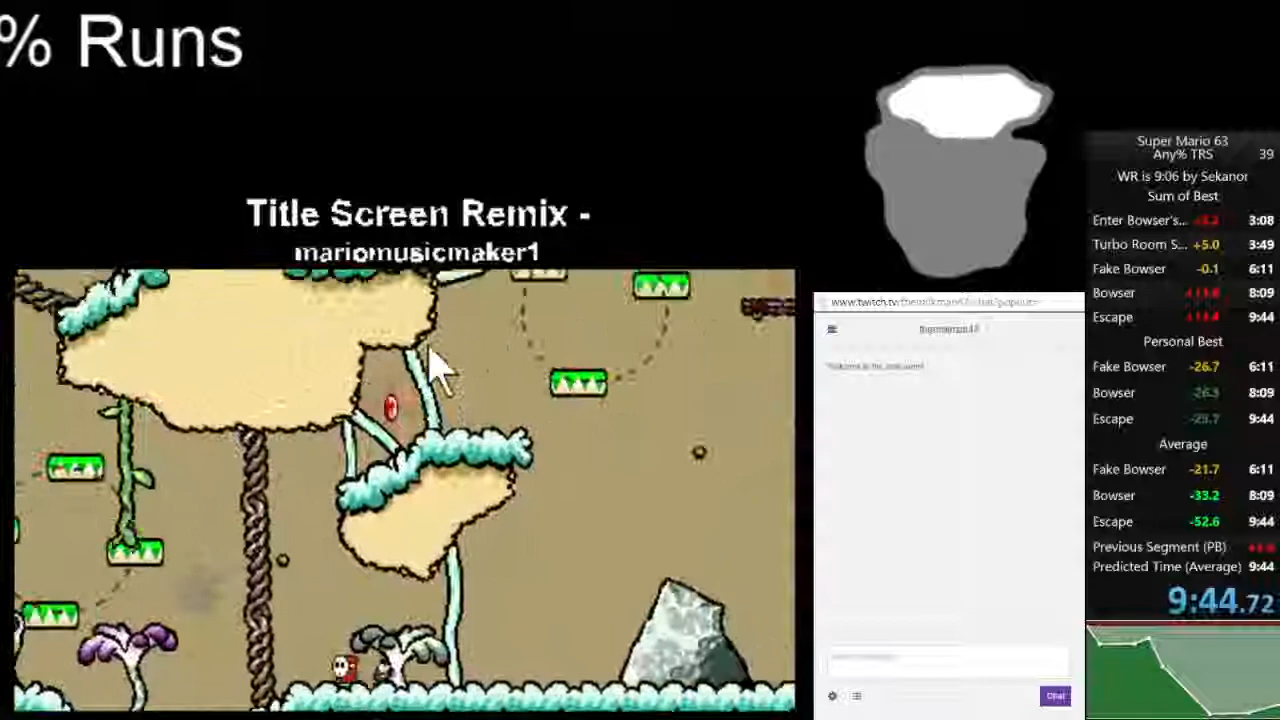 % Runs
Title Screen Remix -
mariomusicmaker1
Super Mario 63
Any% TRS 39
WR is 9:06 by Sekanor
Sum of Best
Enter Bowser's... 3:08
Turbo Room S... +5.0 3:49
Fake Bowser -0.1 6:11
Bowser 8:09
Escape 9:44
Personal Best
Fake Bowser -26.7 6:11
Bowser 8:09
Escape 9:44
Average
Fake Bowser -21.7 6:11
Bowser -33.2 8:09
Escape -52.6 9:44
Previous Segment (PB)
Predicted Time (Average) 9:44
9:44.72
Chat